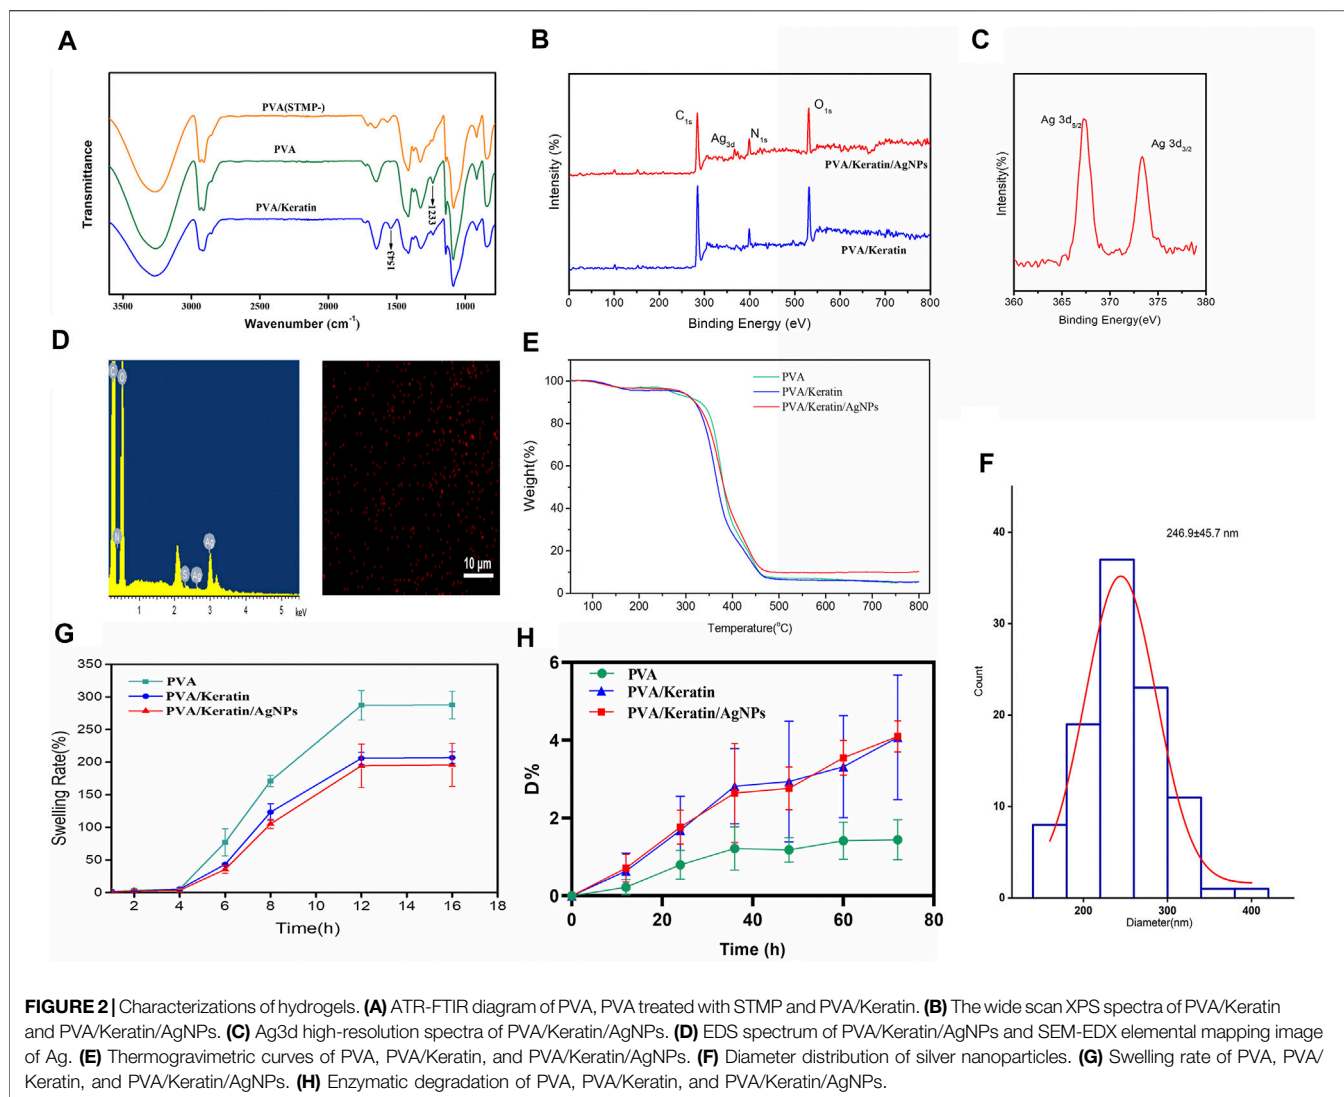 A
Transmittance
PVA(STMP-)
PVA
PVA/Keratin
1543
1233
3500 3000 2500 2000 1500 1000
Wavenumber (cm-1)
B
Intensity (%)
C1s
Ag3d
N1s
O1s
PVA/Keratin/AgNPs
PVA/Keratin
0 100 200 300 400 500 600 700 800
Binding Energy (eV)
C
Intensity(%)
Ag 3d5/2
Ag 3d3/2
360 365 370 375 380
Binding Energy(eV)
D
O
N
S
Ag
Ag
1 2 3 4 5 keV
10 μm
E
Weight(%)
100
80
60
40
20
0
PVA
PVA/Keratin
PVA/Keratin/AgNPs
100 200 300 400 500 600 700 800
Temperature(°C)
F
246.9±45.7 nm
Count
40
30
20
10
0
200 300 400
Diameter(nm)
G
Swelling Rate(%)
350
300
250
200
150
100
50
0
PVA
PVA/Keratin
PVA/Keratin/AgNPs
2 4 6 8 10 12 14 16 18
Time(h)
H
D%
6
4
2
0
PVA
PVA/Keratin
PVA/Keratin/AgNPs
0 20 40 60 80
Time (h)
FIGURE 2 | Characterizations of hydrogels. (A) ATR-FTIR diagram of PVA, PVA treated with STMP and PVA/Keratin. (B) The wide scan XPS spectra of PVA/Keratin
and PVA/Keratin/AgNPs. (C) Ag3d high-resolution spectra of PVA/Keratin/AgNPs. (D) EDS spectrum of PVA/Keratin/AgNPs and SEM-EDX elemental mapping image
of Ag. (E) Thermogravimetric curves of PVA, PVA/Keratin, and PVA/Keratin/AgNPs. (F) Diameter distribution of silver nanoparticles. (G) Swelling rate of PVA, PVA/
Keratin, and PVA/Keratin/AgNPs. (H) Enzymatic degradation of PVA, PVA/Keratin, and PVA/Keratin/AgNPs.